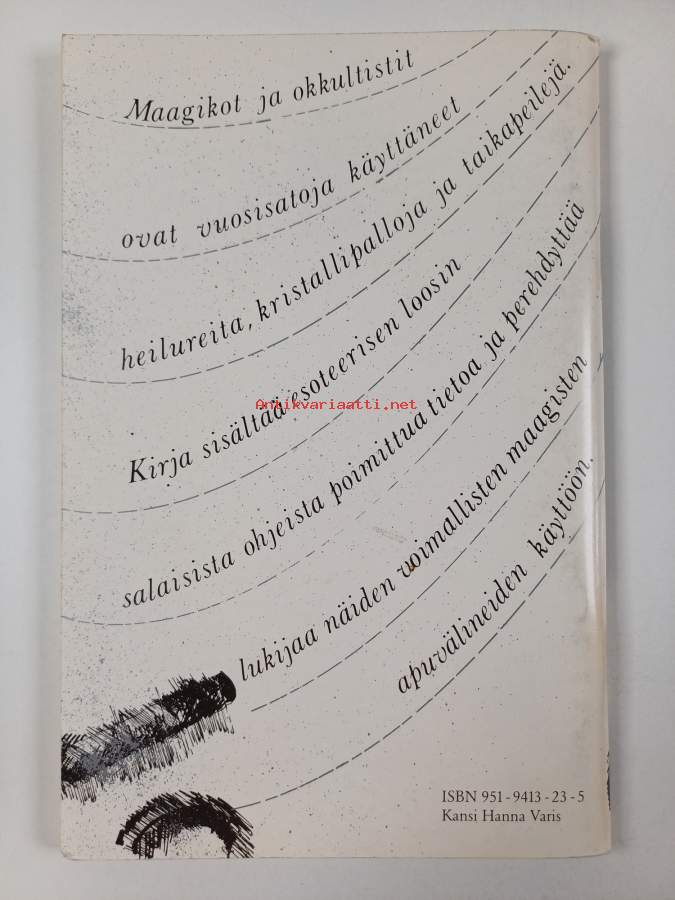 Maagikot ja okkultistit
ovat vuosisatoja käyttäneet
heilureita, kristallipalloja ja taikapeilejä.
Kirja sisältää esoteerisen loosin
Antikvariaatti.net
salaisista ohjeista poimittua tietoa ja perehdyttää
lukijaa näiden voimallisten maagisten
apuvälineiden käyttöön.
ISBN 951-9413-23-5
Kansi Hanna Varis